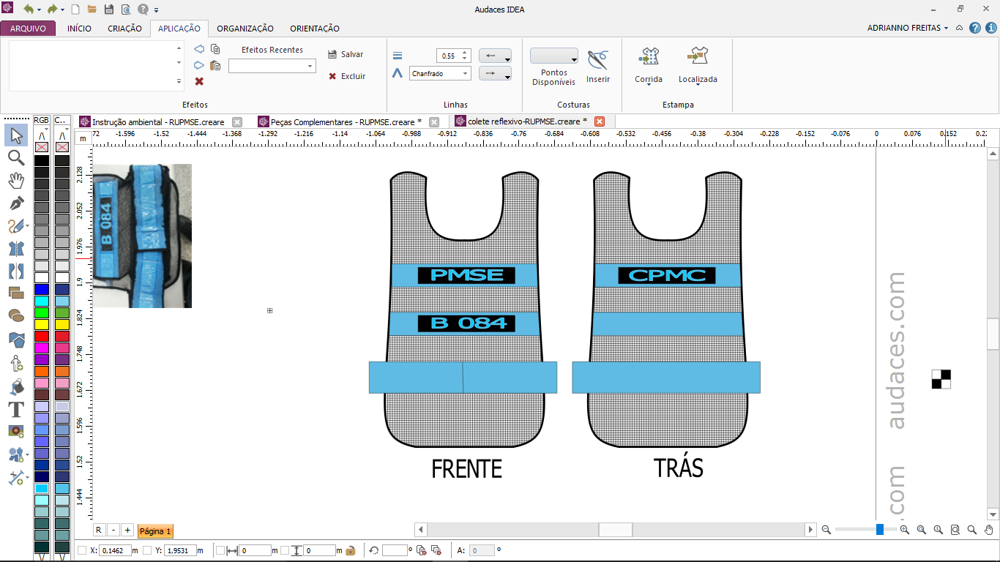 Audaces IDEA
ARQUIVO INÍCIO CRIAÇÃO APLICAÇÃO ORGANIZAÇÃO ORIENTAÇÃO ADRIANNO FREITAS
Efeitos Recentes
Salvar
Excluir
Efeitos
0,55
Chanfrado
Linhas
Pontos
Disponíveis
Inserir
Costuras
Corrida
Localizada
Estampa
RGB C..
Instrução ambiental - RUPMSE.creare
Peças Complementares - RUPMSE.creare *
colete reflexivo-RUPMSE.creare *
m
72 -1.596 -1.52 -1.444 -1.368 -1.292 -1.216 -1.14 -1.064 -0.988 -0.912 -0.836 -0.76 -0.684 -0.608 -0.532 -0.456 -0.38 -0.304 -0.228 -0.152 -0.076 0 0.076 0.152 0.22
2.128
2.052
1.976
1.9
1.824
1.748
1.672
1.596
1.52
1.444
B 084
PMSE
B 084
CPMC
FRENTE
TRÁS
audaces.com
.com
R - + Página 1
X: 0,1462 m Y: 1,9531 m 0 m 0 m º A: 0 º